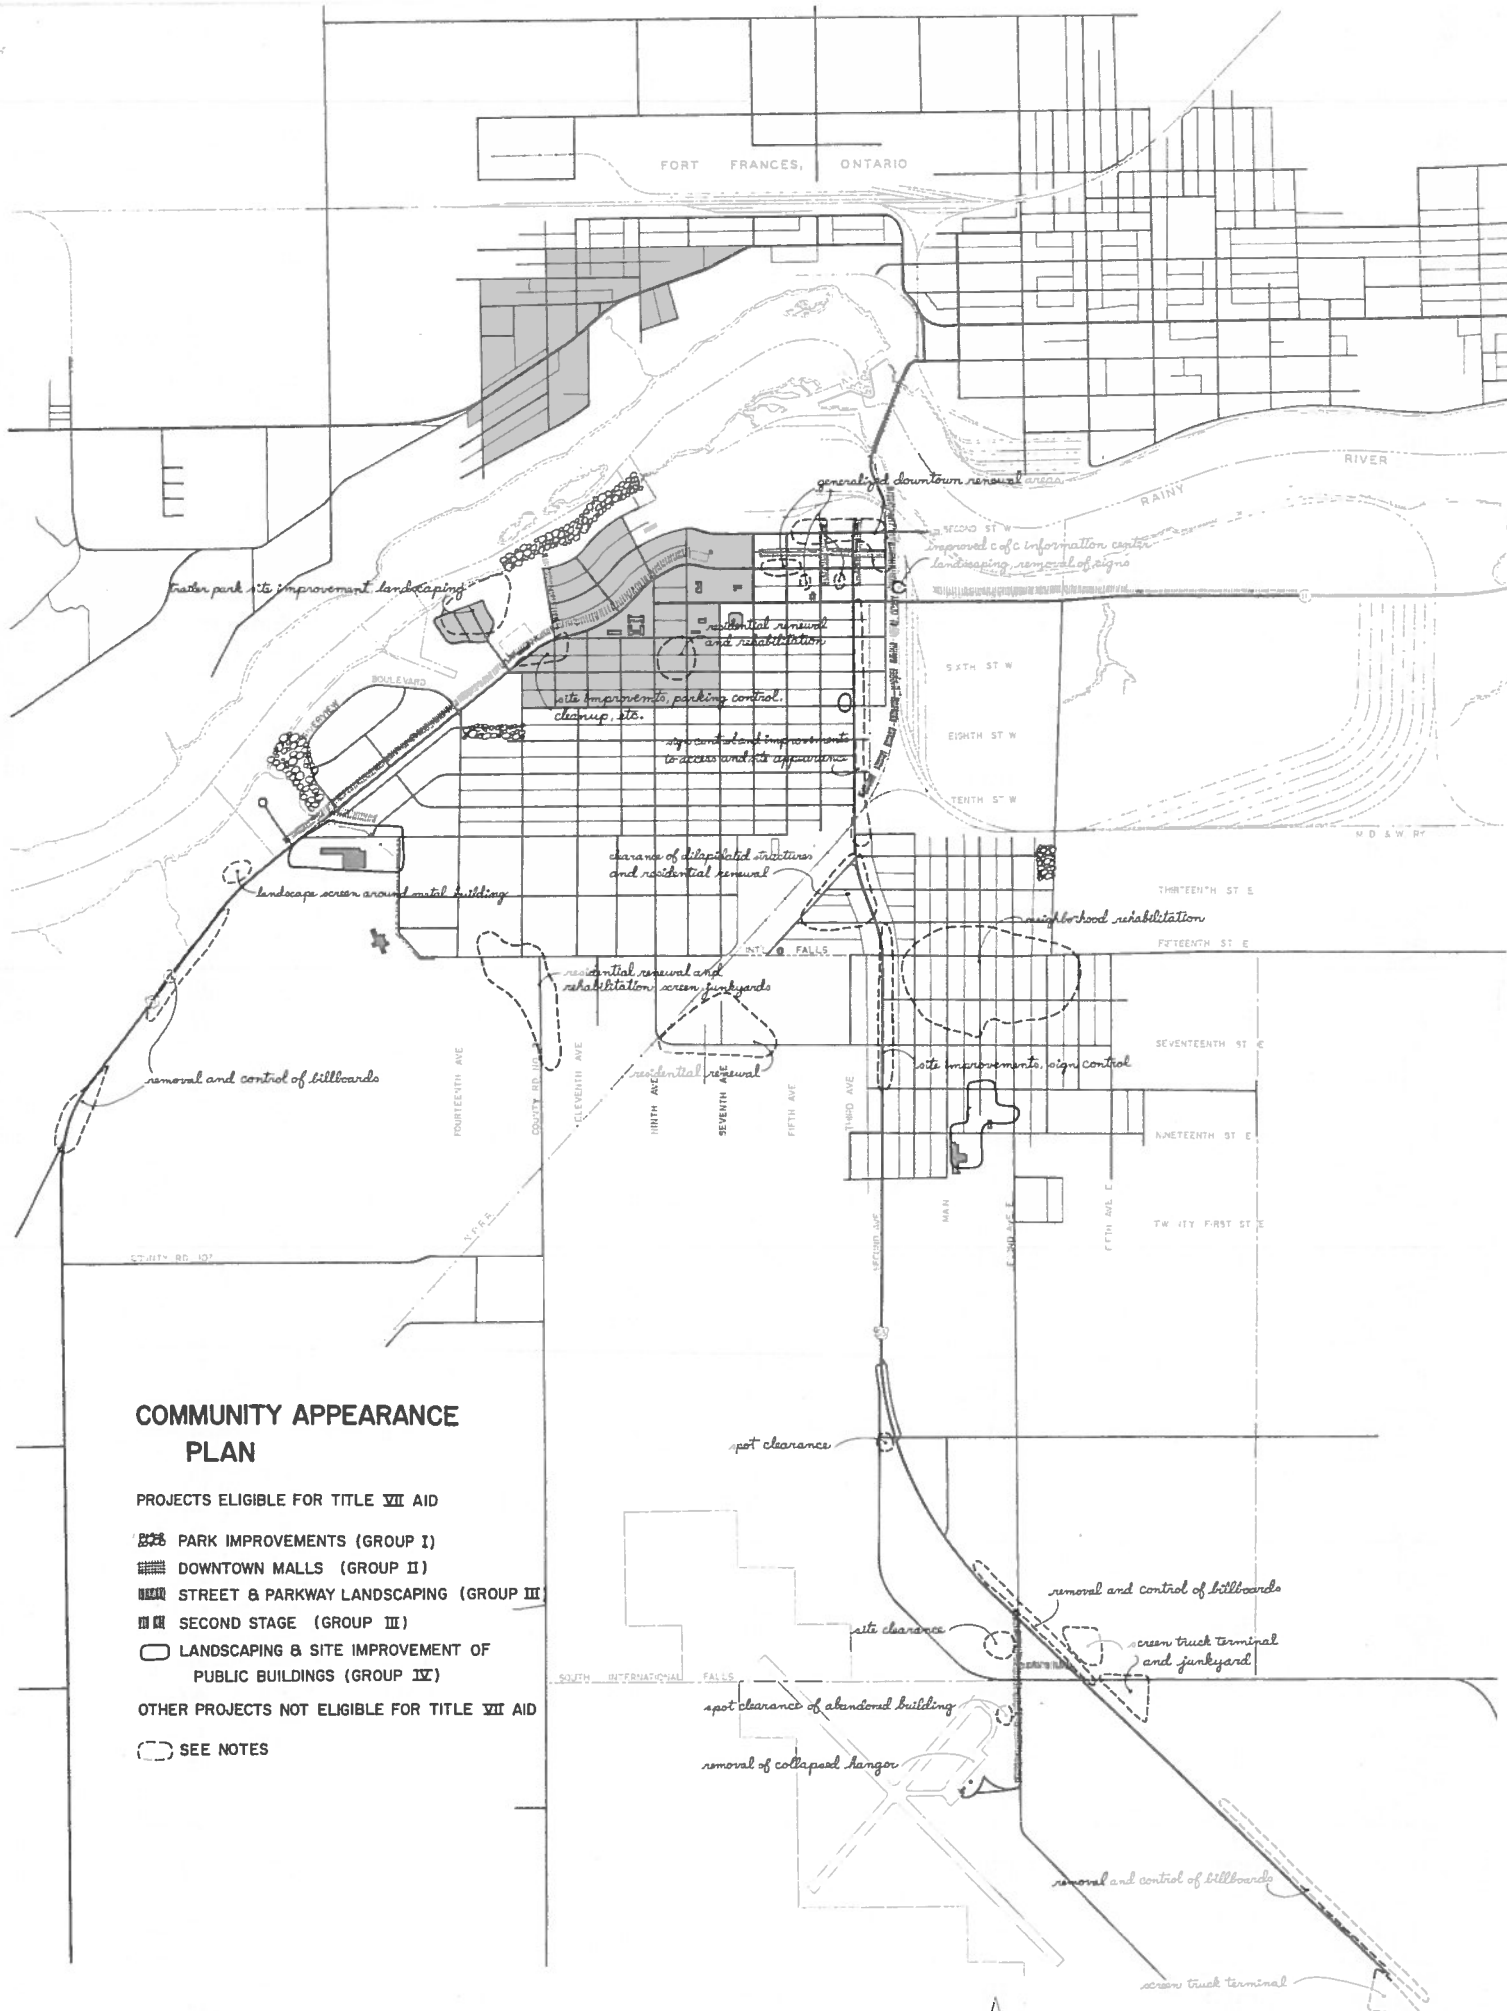 FORT FRANCES, ONTARIO
RIVER
RAINY
generalized downtown renewal areas
SECOND ST W
improved c of c information center
landscaping, removal of signs
trailer park site improvement landscaping
residential renewal
and rehabilitation
SIXTH ST W
BOULEVARD
site improvemts, parking control,
cleanup, etc.
EIGHTH ST W
sign control and improvements
to access and site appearance
TENTH ST W
M D & W RY
clearance of dilapidated structures
and residential renewal
landscape screen around metal building
THIRTEENTH ST E
neighborhood rehabilitation
FIFTEENTH ST E
INT'L FALLS
residential renewal and
rehabilitation, screen junkyards
SEVENTEENTH ST E
site improvements, sign control
residential renewal
removal and control of billboards
FOURTEENTH AVE
COUNTY RD NO
ELEVENTH AVE
NINTH AVE
SEVENTH AVE
FIFTH AVE
THIRD AVE
NINETEENTH ST E
SECOND AVE
MAIN
FIFTH AVE E
FIRST ST E
COUNTY RD 107
COMMUNITY APPEARANCE
PLAN
PROJECTS ELIGIBLE FOR TITLE VII AID
PARK IMPROVEMENTS (GROUP I)
DOWNTOWN MALLS (GROUP II)
STREET & PARKWAY LANDSCAPING (GROUP III)
SECOND STAGE (GROUP III)
LANDSCAPING & SITE IMPROVEMENT OF
PUBLIC BUILDINGS (GROUP IV)
OTHER PROJECTS NOT ELIGIBLE FOR TITLE VII AID
SEE NOTES
spot clearance
removal and control of billboards
site clearance
screen truck terminal
and junkyard
SOUTH INTERNATIONAL FALLS
spot clearance of abandoned building
removal of collapsed hangor
removal and control of billboards
screen truck terminal